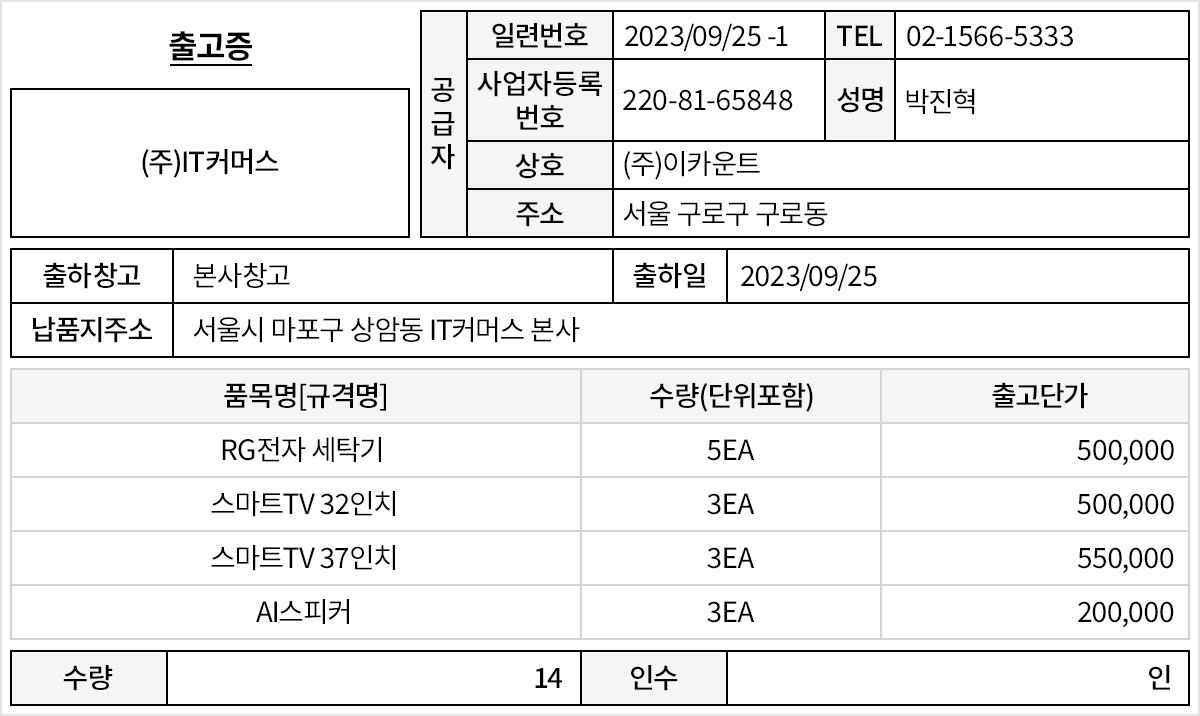 출고증
(주)IT커머스
공급자
일련번호 2023/09/25 -1 TEL 02-1566-5333
사업자등록
번호 220-81-65848 성명 박진혁
상호 (주)이카운트
주소 서울 구로구 구로동
출하창고 본사창고 출하일 2023/09/25
납품지주소 서울시 마포구 상암동 IT커머스 본사
품목명[규격명] 수량(단위포함) 출고단가
RG전자 세탁기 5EA 500,000
스마트TV 32인치 3EA 500,000
스마트TV 37인치 3EA 550,000
AI스피커 3EA 200,000
수량 14 인수 인